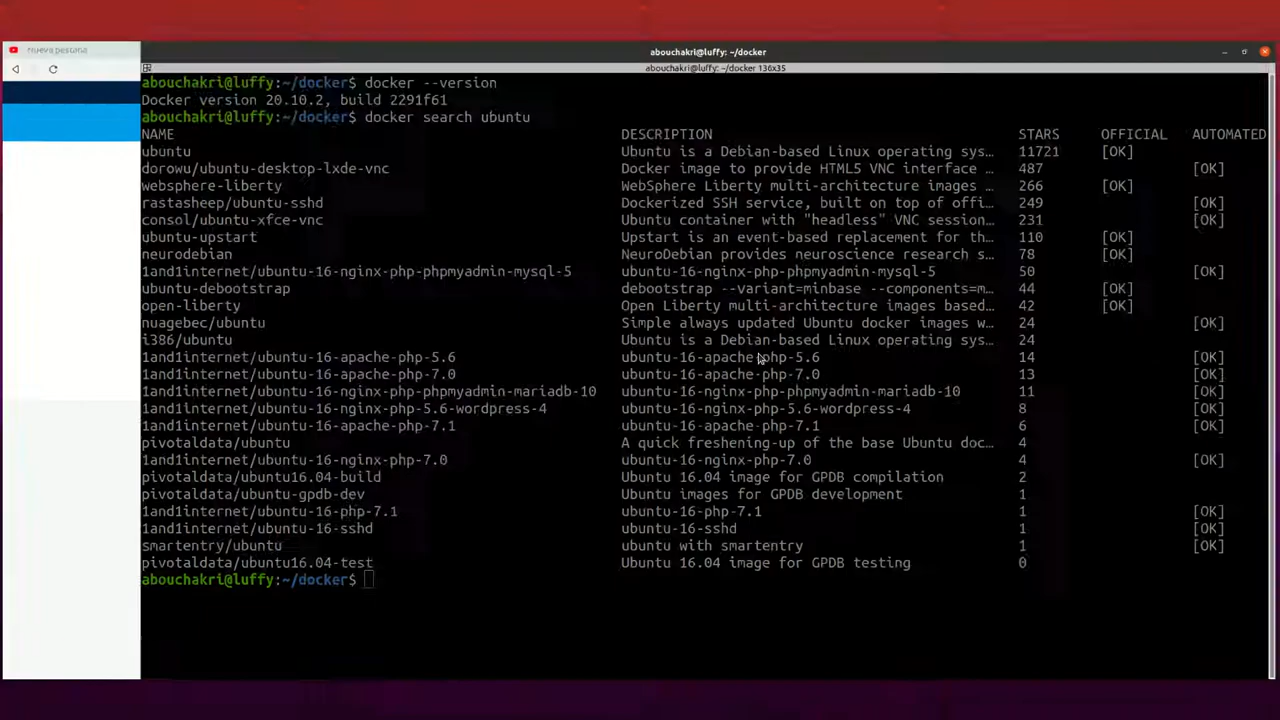 Nueva pestaña
abouchakri@luffy: ~/docker
abouchakri@luffy: ~/docker 136x35
abouchakri@luffy:~/docker$ docker --version
Docker version 20.10.2, build 2291f61
abouchakri@luffy:~/docker$ docker search ubuntu
NAME DESCRIPTION STARS OFFICIAL AUTOMATED
ubuntu Ubuntu is a Debian-based Linux operating sys… 11721 [OK]
dorowu/ubuntu-desktop-lxde-vnc Docker image to provide HTML5 VNC interface … 487 [OK]
websphere-liberty WebSphere Liberty multi-architecture images … 266 [OK]
rastasheep/ubuntu-sshd Dockerized SSH service, built on top of offi… 249 [OK]
consol/ubuntu-xfce-vnc Ubuntu container with "headless" VNC session… 231 [OK]
ubuntu-upstart Upstart is an event-based replacement for th… 110 [OK]
neurodebian NeuroDebian provides neuroscience research s… 78 [OK]
1and1internet/ubuntu-16-nginx-php-phpmyadmin-mysql-5 ubuntu-16-nginx-php-phpmyadmin-mysql-5 50 [OK]
ubuntu-debootstrap debootstrap --variant=minbase --components=m… 44 [OK]
open-liberty Open Liberty multi-architecture images based… 42 [OK]
nuagebec/ubuntu Simple always updated Ubuntu docker images w… 24 [OK]
i386/ubuntu Ubuntu is a Debian-based Linux operating sys… 24
1and1internet/ubuntu-16-apache-php-5.6 ubuntu-16-apache-php-5.6 14 [OK]
1and1internet/ubuntu-16-apache-php-7.0 ubuntu-16-apache-php-7.0 13 [OK]
1and1internet/ubuntu-16-nginx-php-phpmyadmin-mariadb-10 ubuntu-16-nginx-php-phpmyadmin-mariadb-10 11 [OK]
1and1internet/ubuntu-16-nginx-php-5.6-wordpress-4 ubuntu-16-nginx-php-5.6-wordpress-4 8 [OK]
1and1internet/ubuntu-16-apache-php-7.1 ubuntu-16-apache-php-7.1 6 [OK]
pivotaldata/ubuntu A quick freshening-up of the base Ubuntu doc… 4
1and1internet/ubuntu-16-nginx-php-7.0 ubuntu-16-nginx-php-7.0 4 [OK]
pivotaldata/ubuntu16.04-build Ubuntu 16.04 image for GPDB compilation 2
pivotaldata/ubuntu-gpdb-dev Ubuntu images for GPDB development 1
1and1internet/ubuntu-16-php-7.1 ubuntu-16-php-7.1 1 [OK]
1and1internet/ubuntu-16-sshd ubuntu-16-sshd 1 [OK]
smartentry/ubuntu ubuntu with smartentry 1 [OK]
pivotaldata/ubuntu16.04-test Ubuntu 16.04 image for GPDB testing 0
abouchakri@luffy:~/docker$